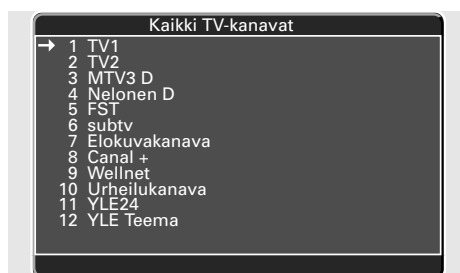 Kaikki TV-kanavat
→ 1 TV1
2 TV2
3 MTV3 D
4 Nelonen D
5 FST
6 subtv
7 Elokuvakanava
8 Canal +
9 Wellnet
10 Urheilukanava
11 YLE24
12 YLE Teema